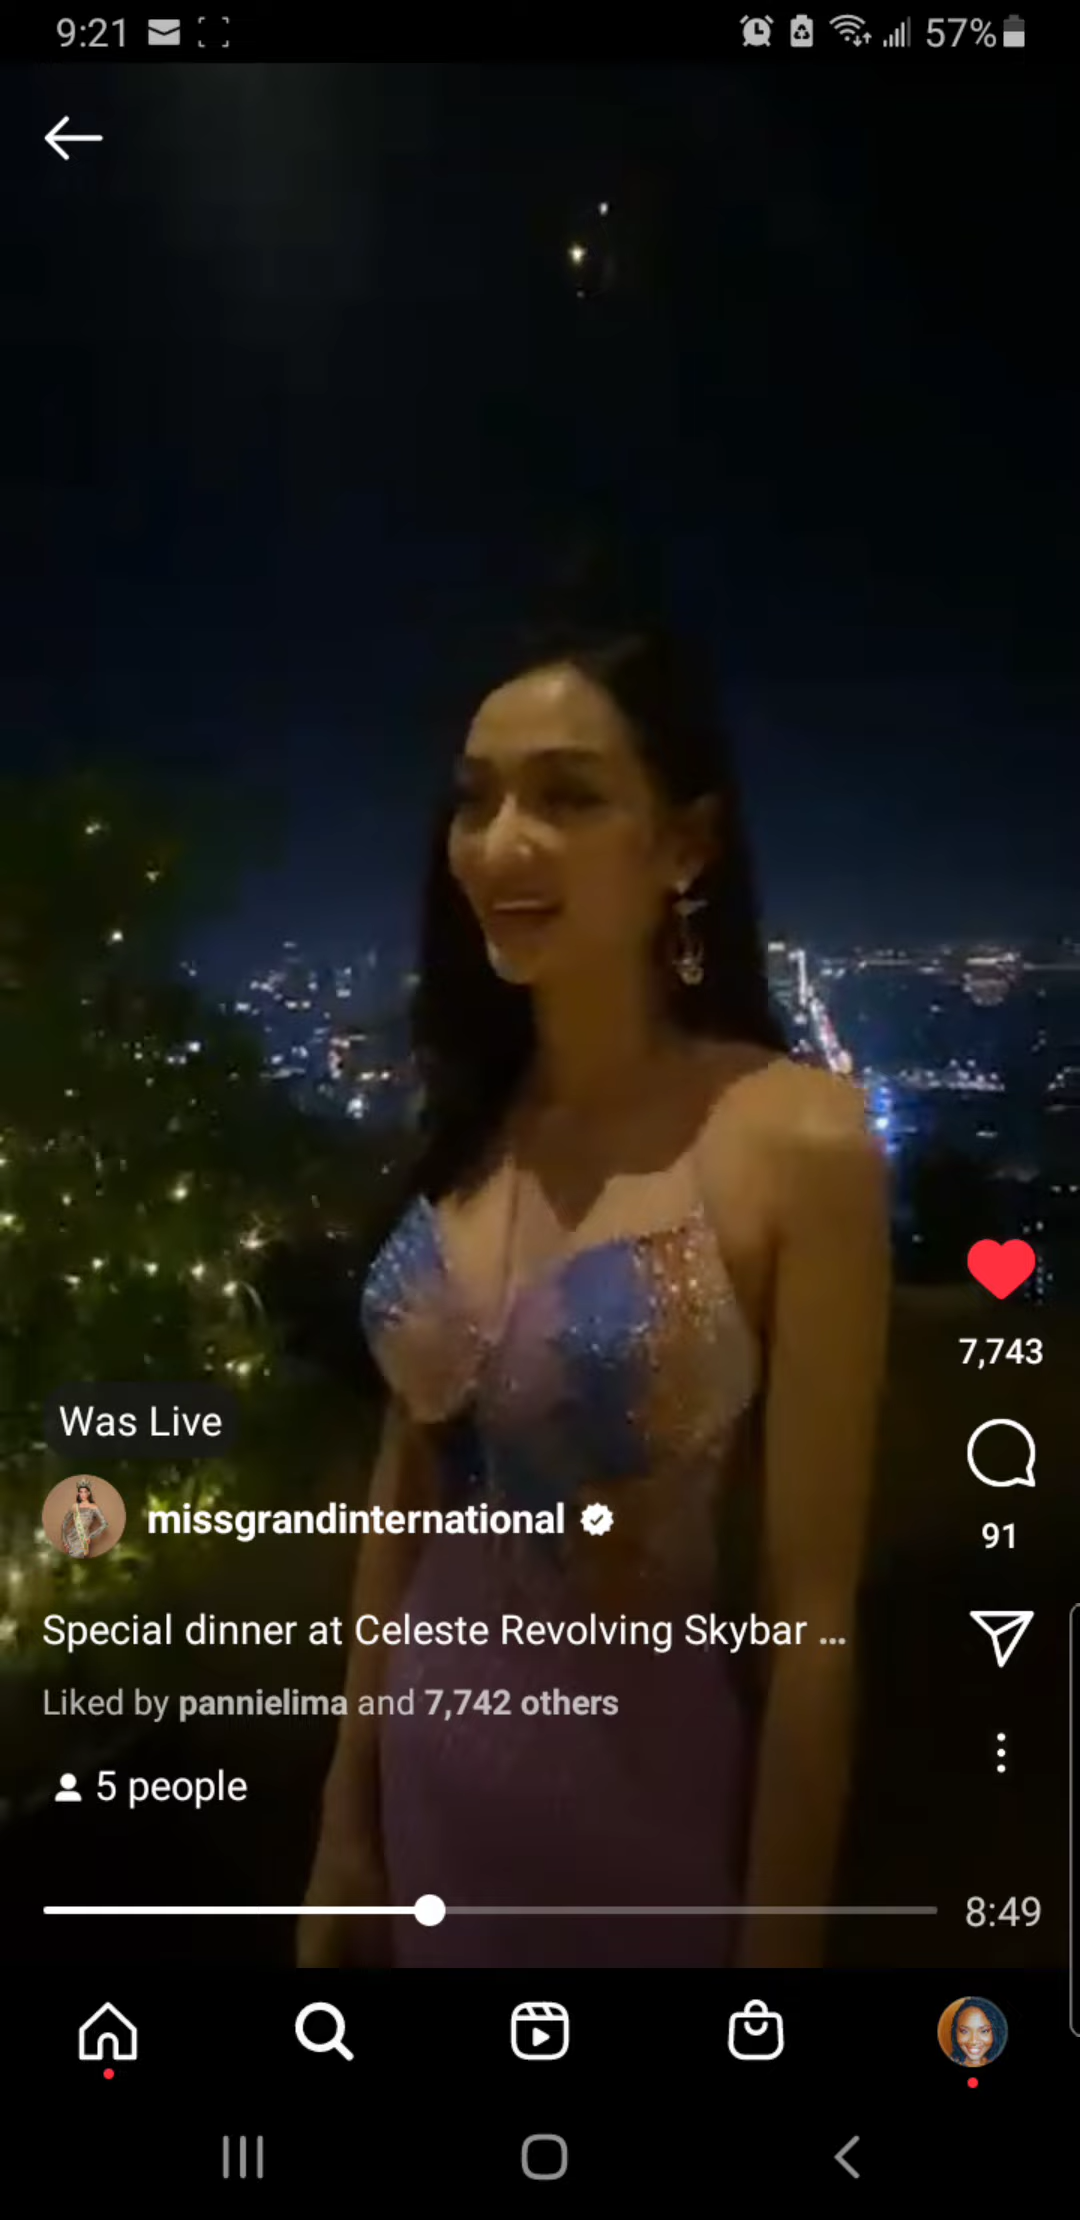 9:21
57%
7,743
Was Live
91
missgrandinternational
Special dinner at Celeste Revolving Skybar ...
Liked by pannielima and 7,742 others
5 people
8:49